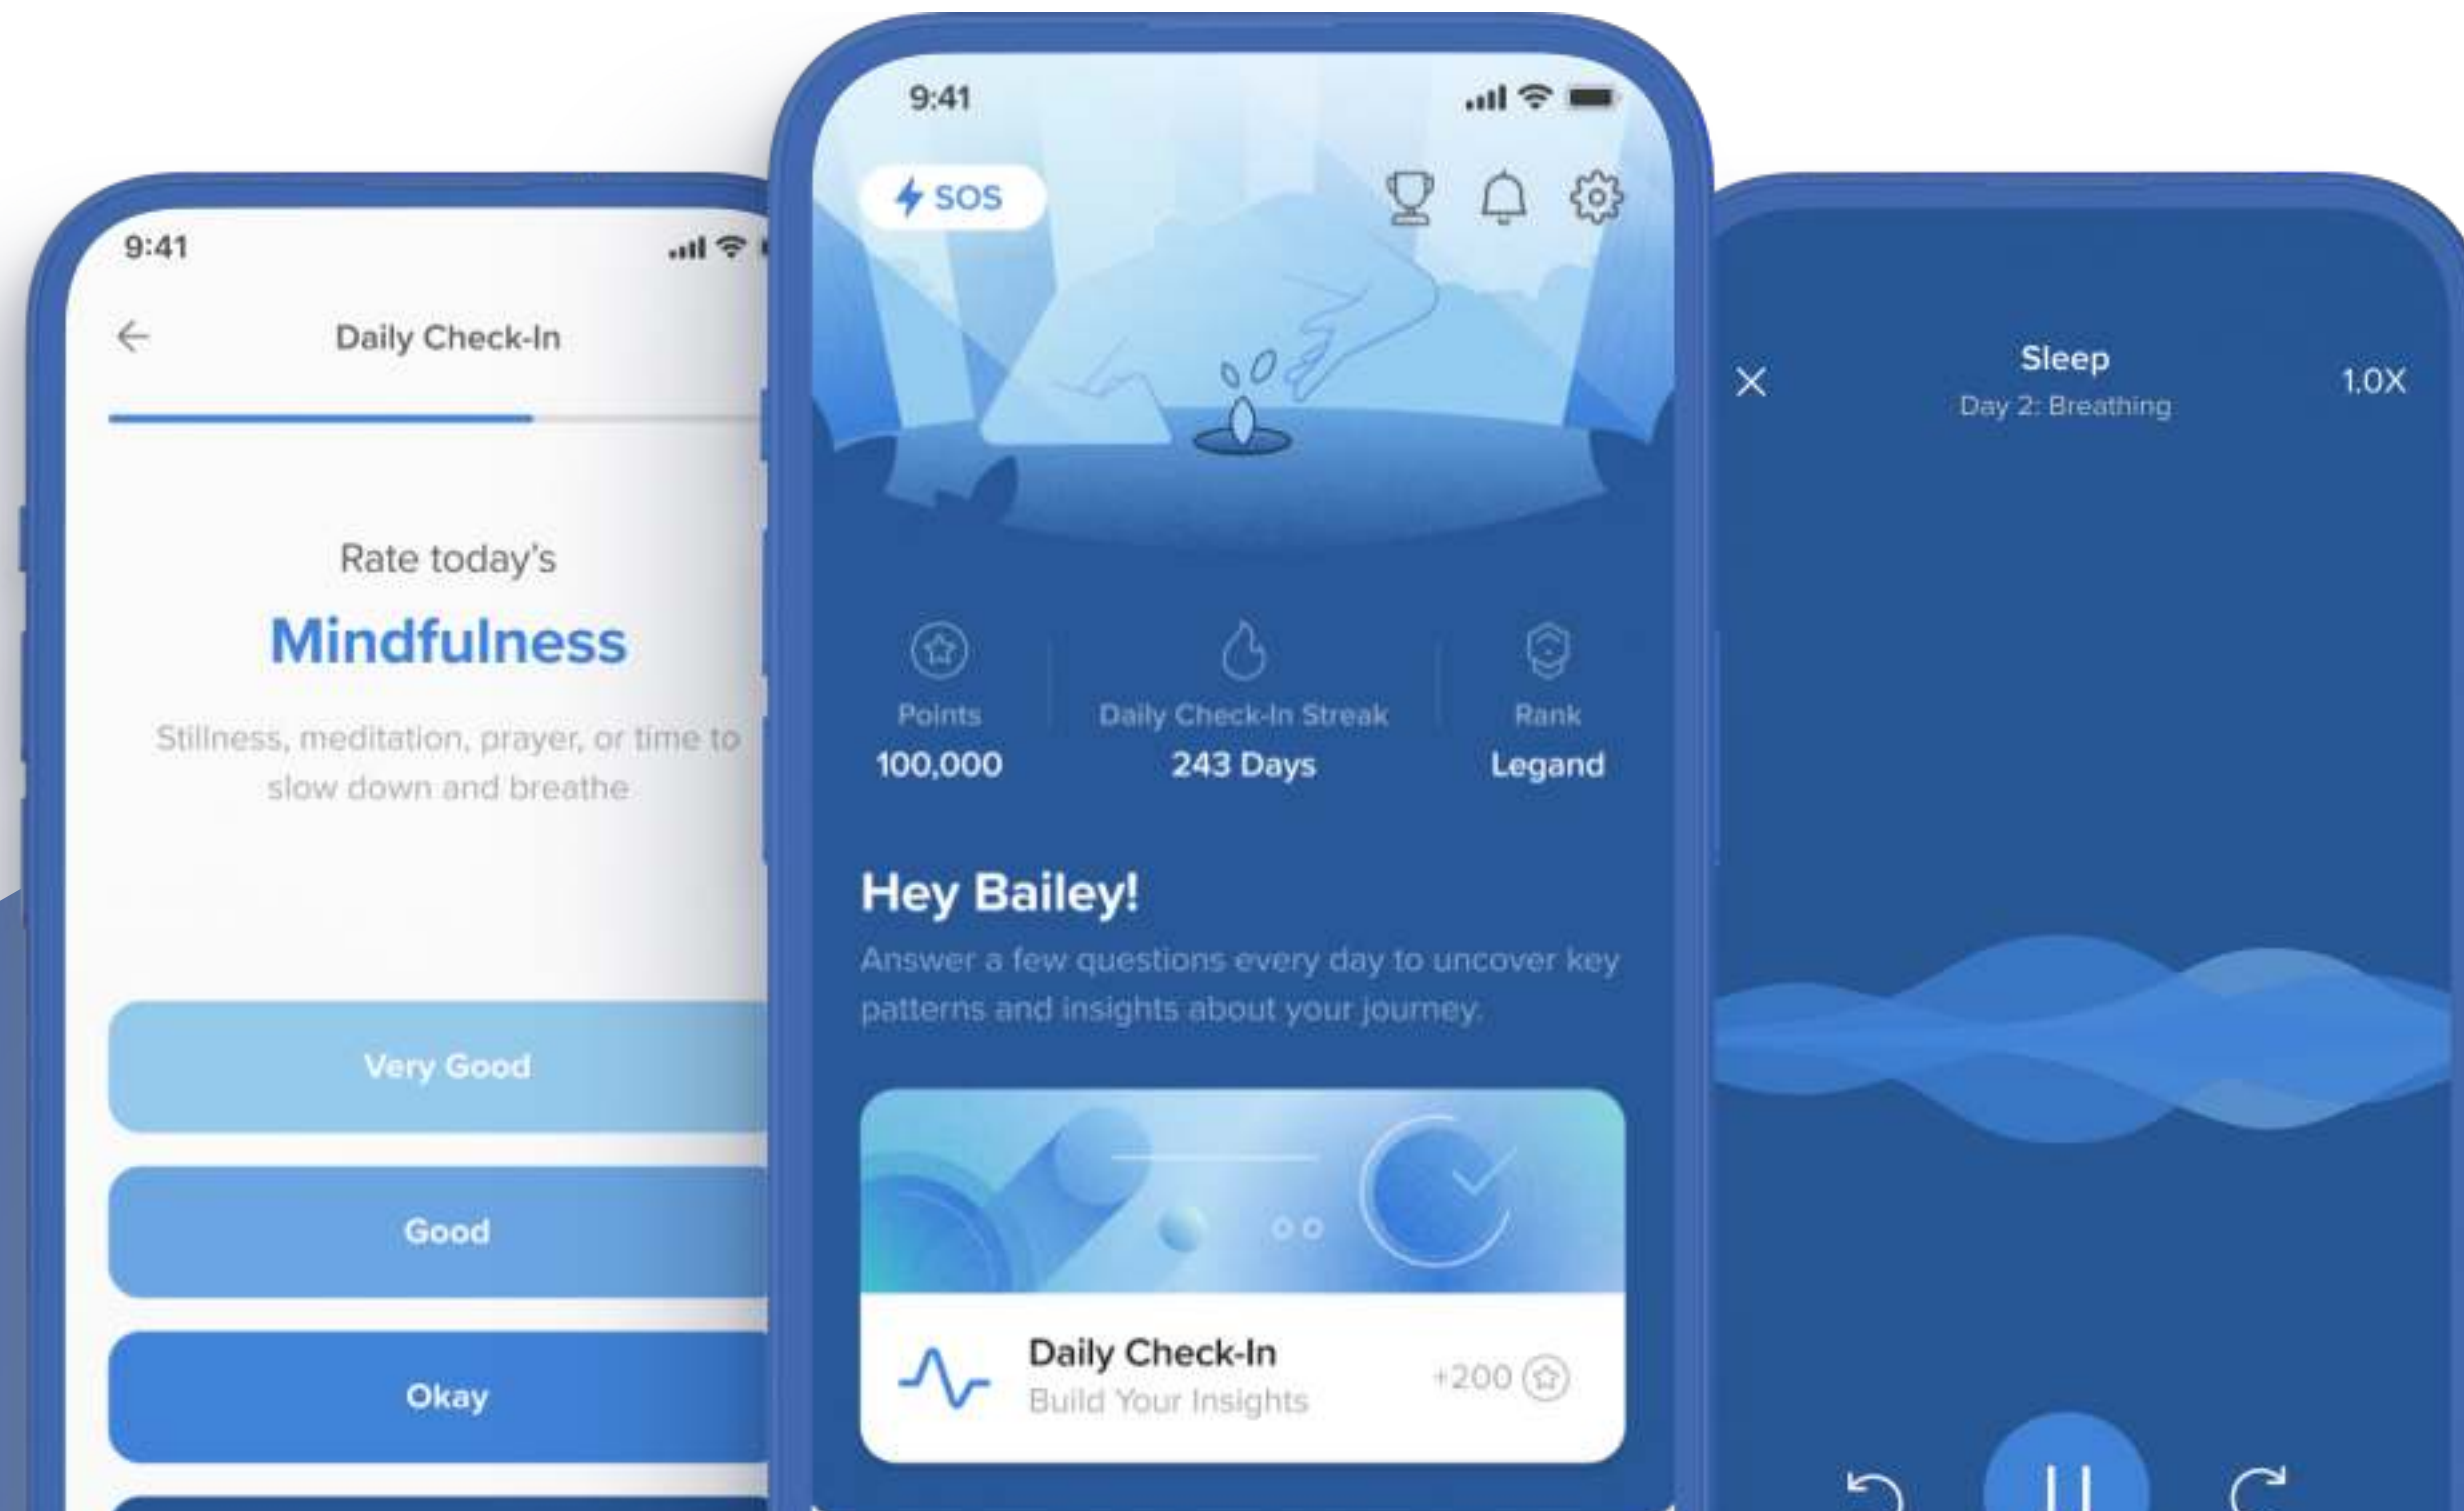 9:41
Daily Check-In
Rate today's
Mindfulness
Stillness, meditation, prayer, or time to
slow down and breathe
Very Good
Good
Okay
9:41
SOS
Points
100,000
Daily Check-In Streak
243 Days
Rank
Legand
Hey Bailey!
Answer a few questions every day to uncover key
patterns and insights about your journey.
Daily Check-In
Build Your Insights
+200
Sleep
Day 2: Breathing
1.0X